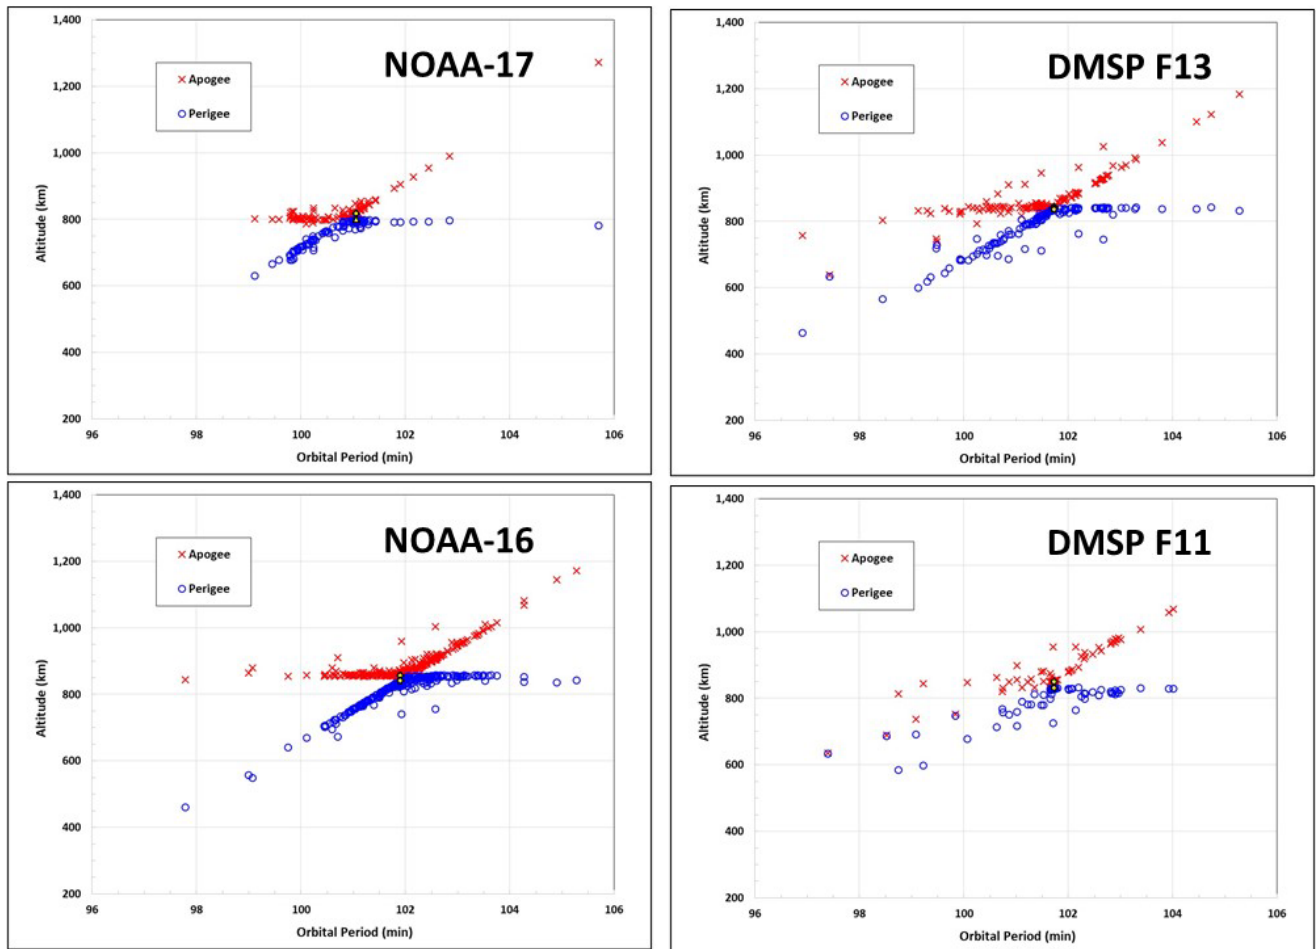 NOAA-17
Apogee
Perigee
Altitude (km)
1,400
1,200
1,000
800
600
400
200
96 98 100 102 104 106
Orbital Period (min)
DMSP F13
Apogee
Perigee
Altitude (km)
1,400
1,200
1,000
800
600
400
200
96 98 100 102 104 106
Orbital Period (min)
NOAA-16
Apogee
Perigee
Altitude (km)
1,400
1,200
1,000
800
600
400
200
96 98 100 102 104 106
Orbital Period (min)
DMSP F11
Apogee
Perigee
Altitude (km)
1,400
1,200
1,000
800
600
400
200
96 98 100 102 104 106
Orbital Period (min)